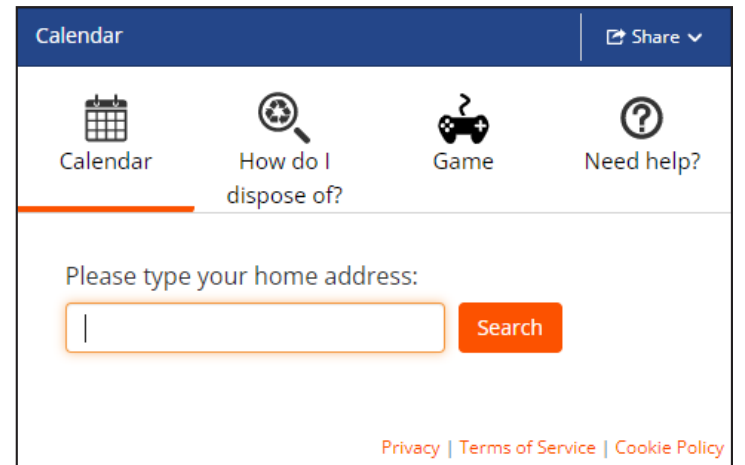 Calendar
Share
Calendar
How do I
dispose of?
Game
Need help?
Please type your home address:
Search
Privacy | Terms of Service | Cookie Policy